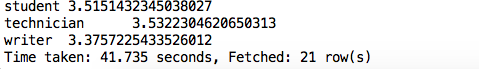 student 3.5151432345038027
technician 3.5322304620650313
writer 3.3757225433526012
Time taken: 41.735 seconds, Fetched: 21 row(s)